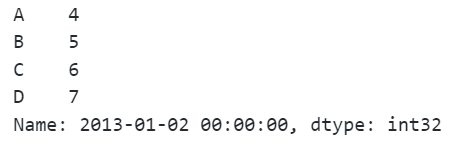 A    4
B    5
C    6
D    7
Name: 2013-01-02 00:00:00, dtype: int32